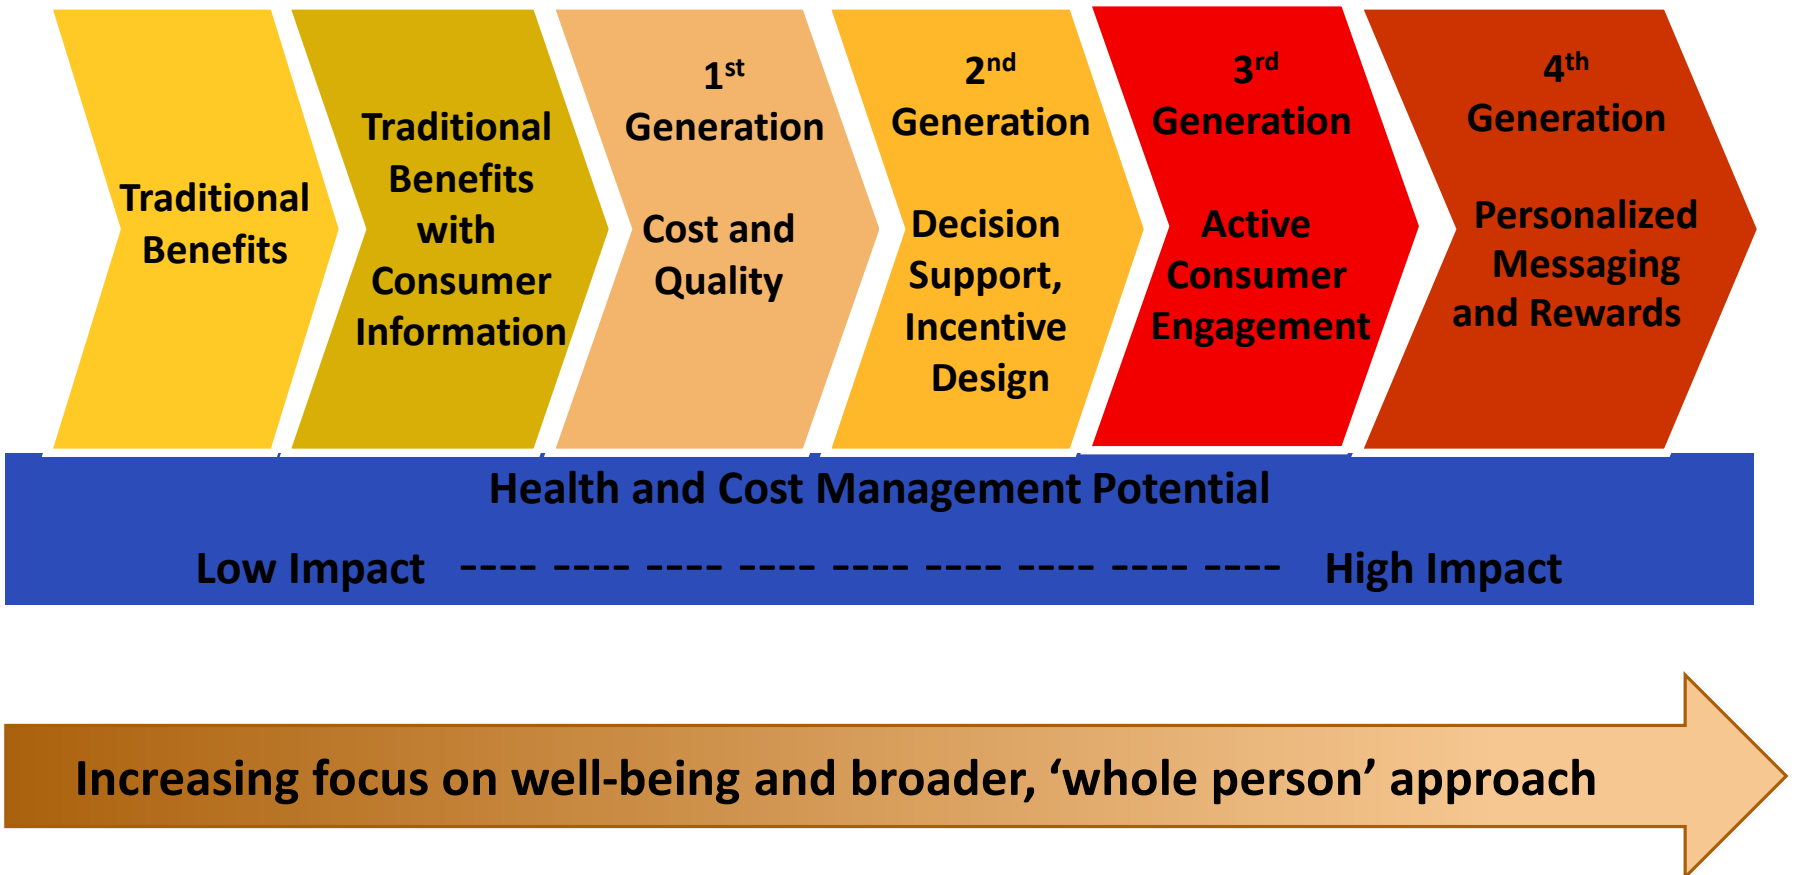 Traditional
Benefits
Traditional
Benefits
with
Consumer
Information
1st
Generation
Cost and
Quality
2nd
Generation
Decision
Support,
Incentive
Design
3rd
Generation
Active
Consumer
Engagement
4th
Generation
Personalized
Messaging
and Rewards
Health and Cost Management Potential
Low Impact ---- ---- ---- ---- ---- ---- ---- ---- ---- High Impact
Increasing focus on well-being and broader, ‘whole person’ approach